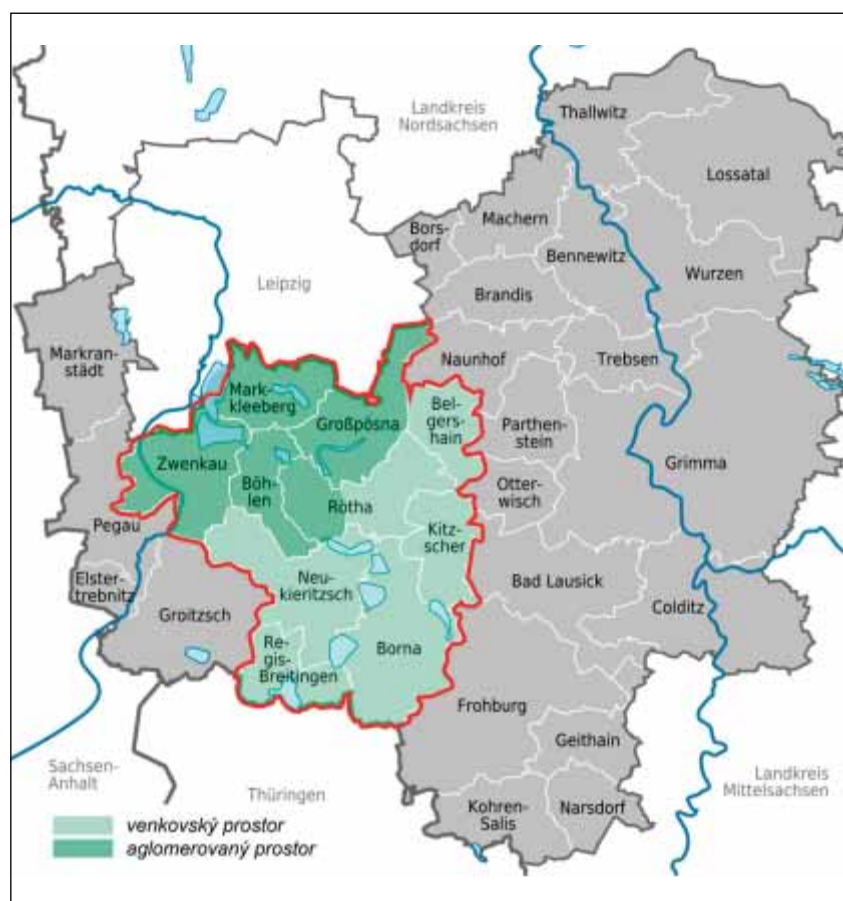 Landkreis
Nordsachsen
Thallwitz
Lossatal
Machern
Bors-
dorf
Bennewitz
Wurzen
Leipzig
Brandis
Markran-
städt
Naunhof
Trebsen
Mark-
kleeberg
Bel-
gers-
hain
Großpösna
Parthen-
stein
Zwenkau
Grimma
Böh-
len
Rötha
Otter-
wisch
Pegau
Kitz-
scher
Elster-
trebnitz
Neu-
kieritzsch
Bad Lausick
Groitzsch
Colditz
Re-
gis-
Breitingen
Borna
Frohburg
Geithain
Sachsen-
Anhalt
Thüringen
Landkreis
Mittelsachsen
Kohren-
Salis
Narsdorf
venkovský prostor
aglomerovaný prostor